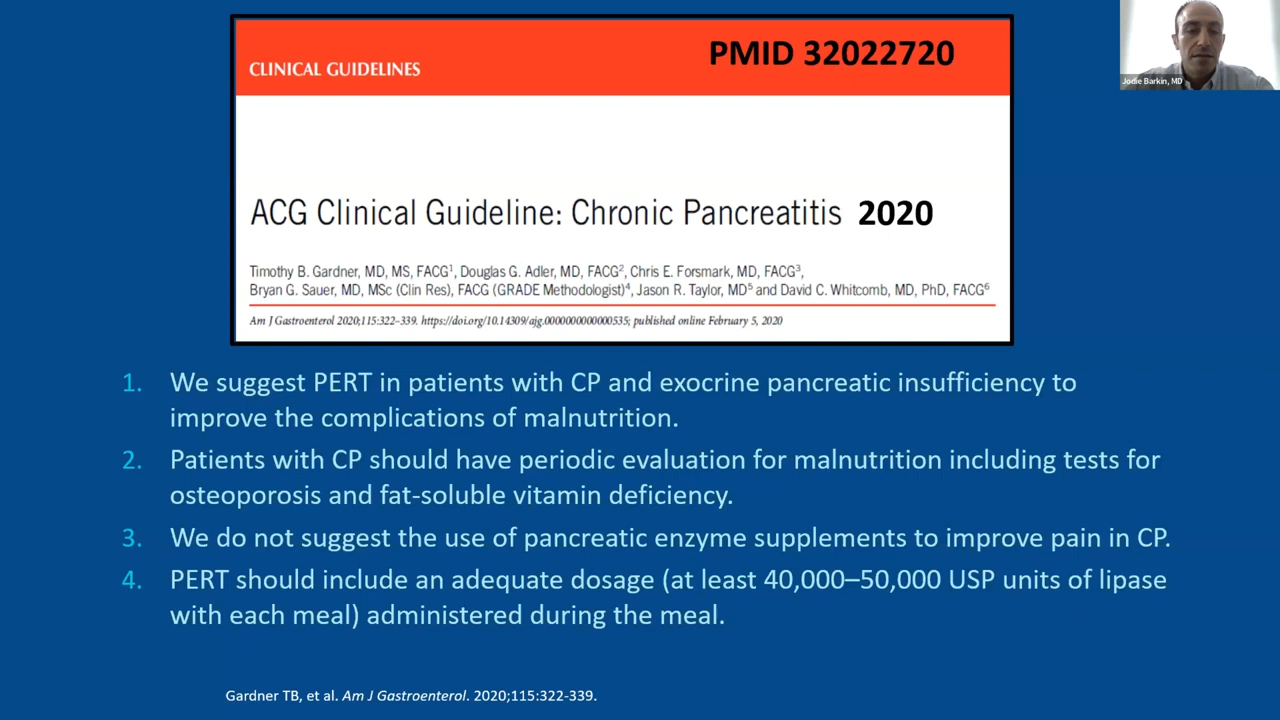 CLINICAL GUIDELINES
PMID 32022720
Jodie Barkin, MD
ACG Clinical Guideline: Chronic Pancreatitis 2020
Timothy B. Gardner, MD, MS, FACG¹, Douglas G. Adler, MD, FACG², Chris E. Forsmark, MD, FACG³,
Bryan G. Sauer, MD, MSc (Clin Res), FACG (GRADE Methodologist)⁴, Jason R. Taylor, MD⁵ and David C. Whitcomb, MD, PhD, FACG⁶
Am J Gastroenterol 2020;115:322–339. https://doi.org/10.14309/ajg.0000000000000535; published online February 5, 2020
1. We suggest PERT in patients with CP and exocrine pancreatic insufficiency to
improve the complications of malnutrition.
2. Patients with CP should have periodic evaluation for malnutrition including tests for
osteoporosis and fat-soluble vitamin deficiency.
3. We do not suggest the use of pancreatic enzyme supplements to improve pain in CP.
4. PERT should include an adequate dosage (at least 40,000–50,000 USP units of lipase
with each meal) administered during the meal.
Gardner TB, et al. Am J Gastroenterol. 2020;115:322-339.